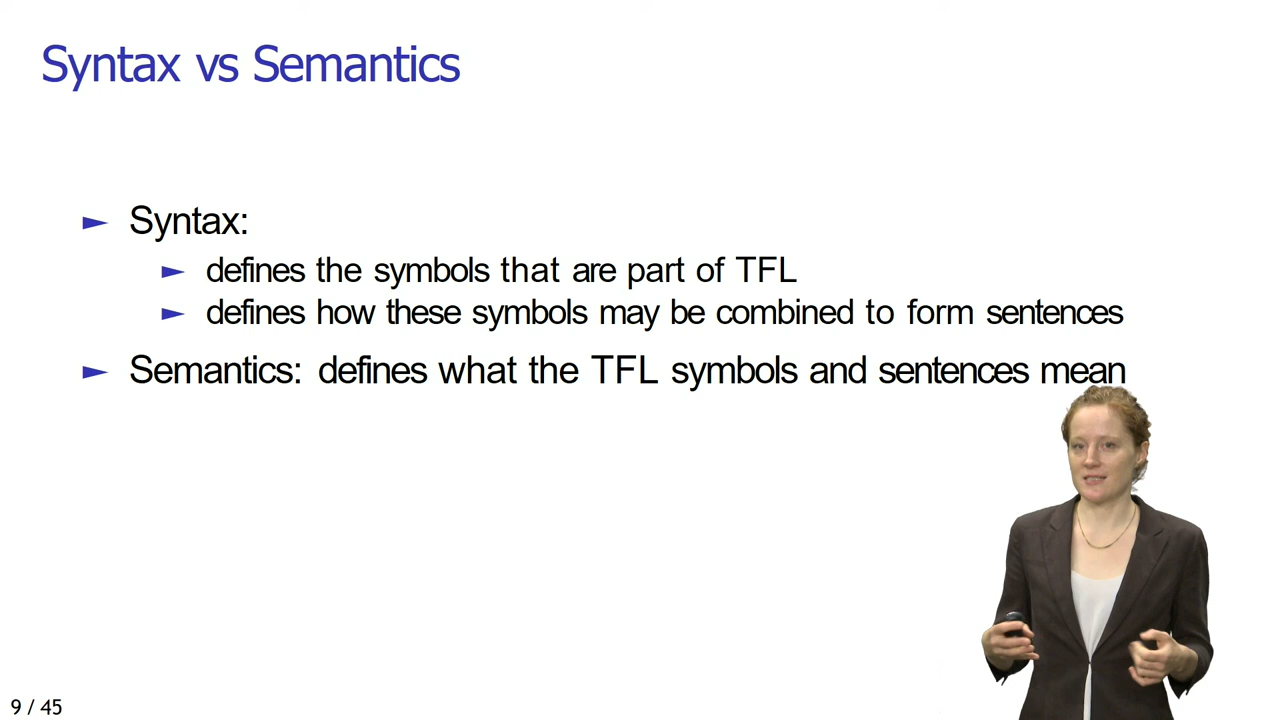 Syntax vs Semantics
► Syntax:
► defines the symbols that are part of TFL
► defines how these symbols may be combined to form sentences
► Semantics: defines what the TFL symbols and sentences mean
9 / 45